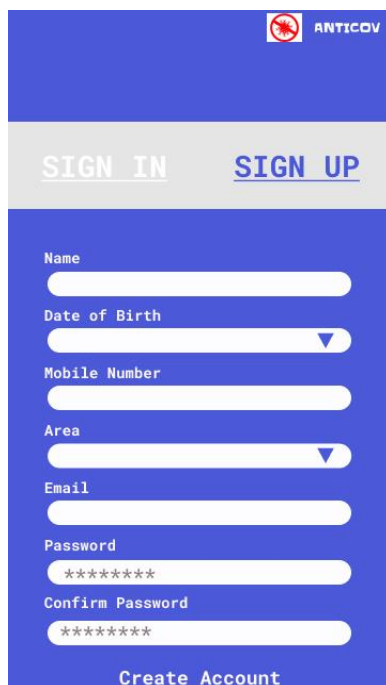 ANTICOV
SIGN IN SIGN UP
Name
Date of Birth
Mobile Number
Area
Email
Password
********
Confirm Password
********
Create Account